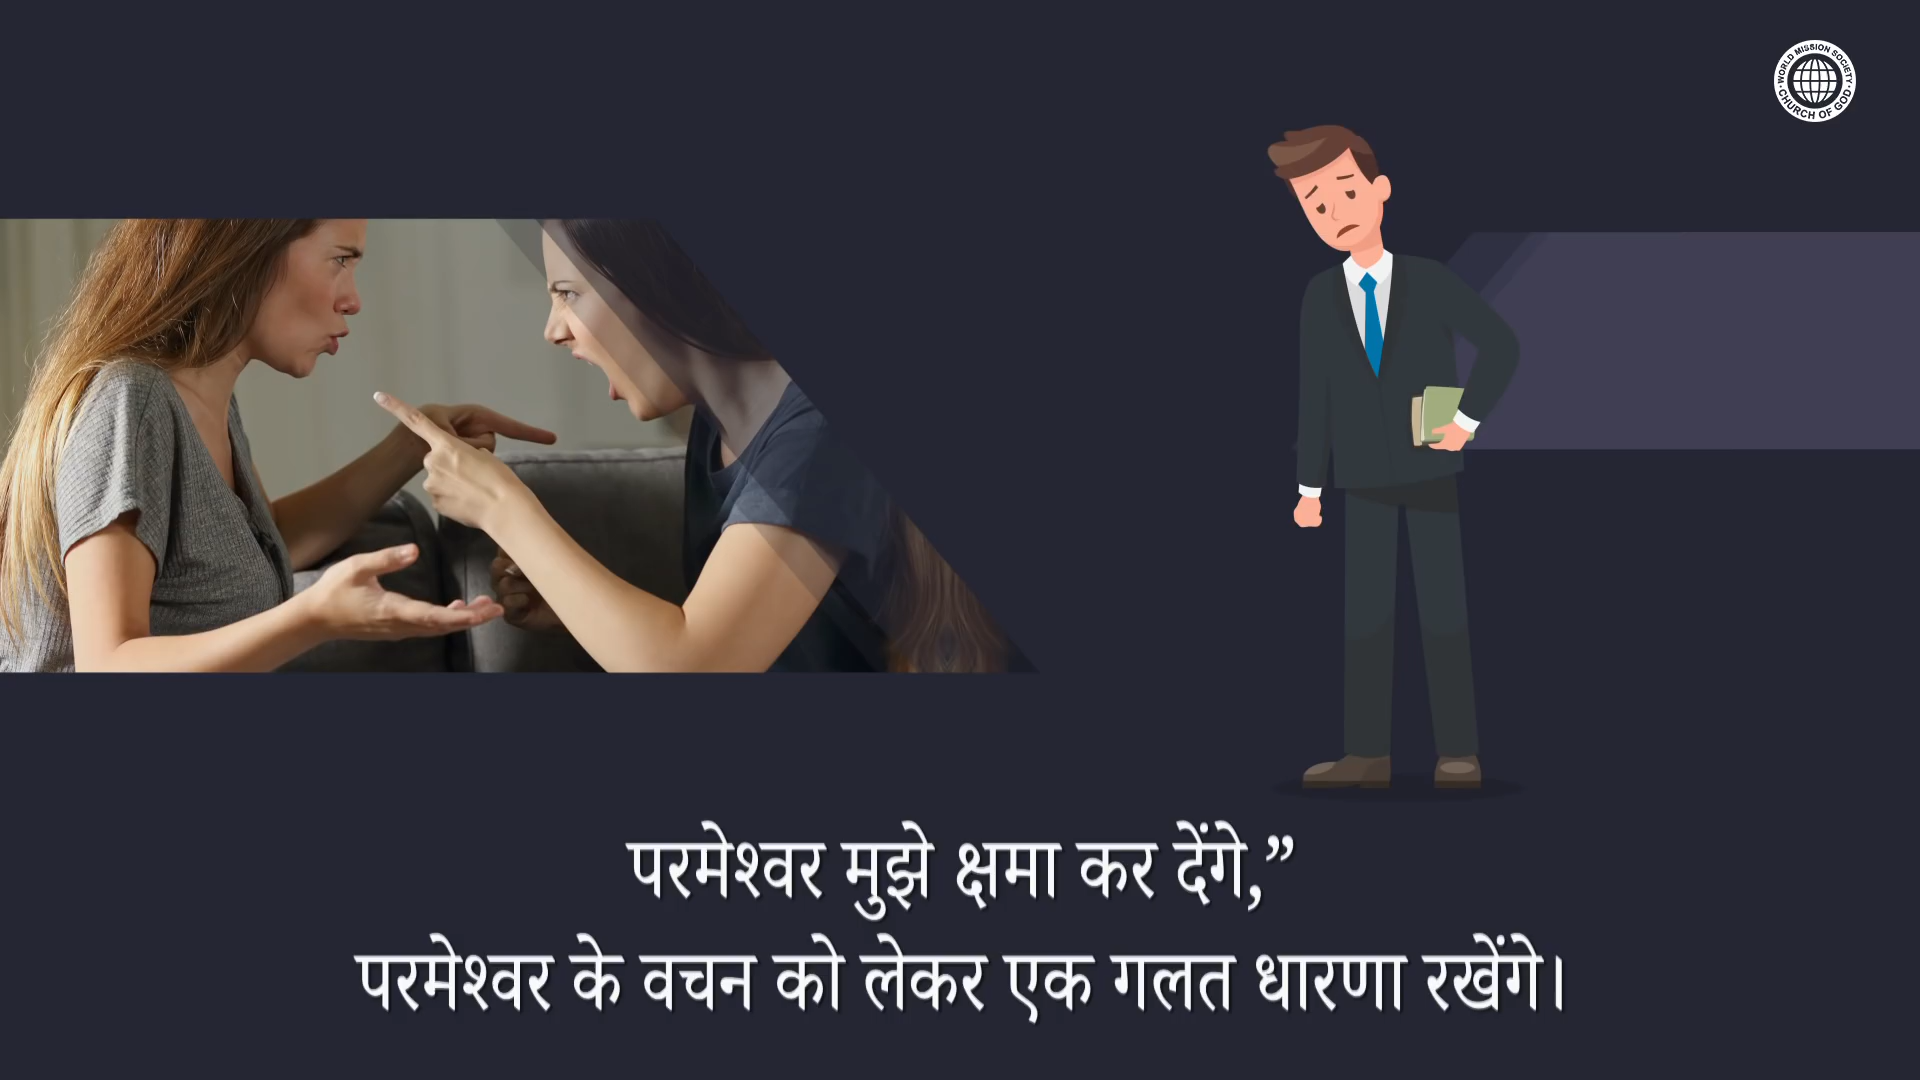 WORLD MISSION SOCIETY
CHURCH OF GOD
परमेश्वर मुझे क्षमा कर देंगे,”
परमेश्वर के वचन को लेकर एक गलत धारणा रखेंगे।